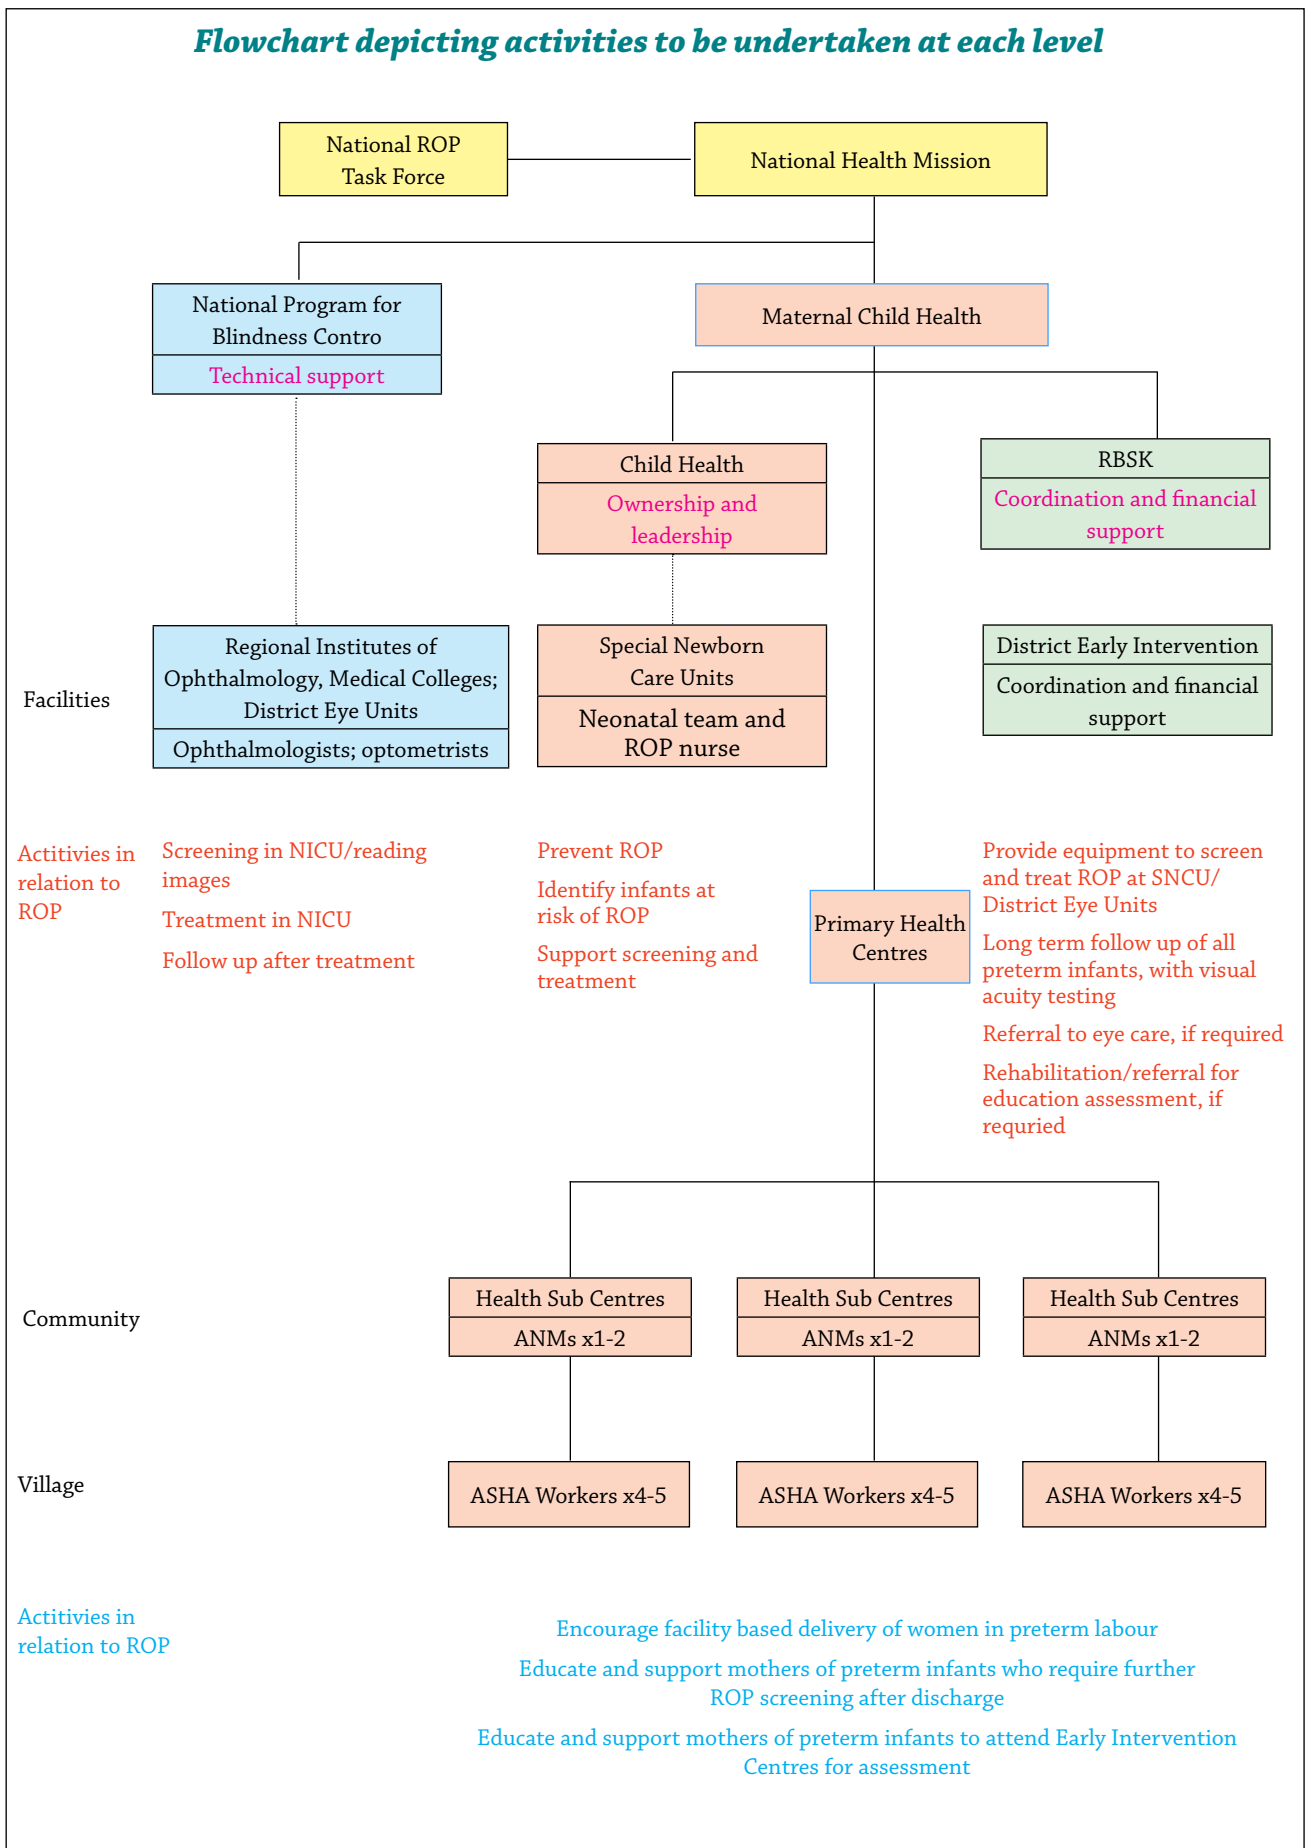 Flowchart depicting activities to be undertaken at each level
National ROP
Task Force
National Health Mission
National Program for
Blindness Contro
Technical support
Maternal Child Health
Child Health
Ownership and
leadership
RBSK
Coordination and financial
support
Facilities
Regional Institutes of
Ophthalmology, Medical Colleges;
District Eye Units
Ophthalmologists; optometrists
Special Newborn
Care Units
Neonatal team and
ROP nurse
District Early Intervention
Coordination and financial
support
Actitivies in
relation to
ROP
Screening in NICU/reading
images
Treatment in NICU
Follow up after treatment
Prevent ROP
Identify infants at
risk of ROP
Support screening and
treatment
Primary Health
Centres
Provide equipment to screen
and treat ROP at SNCU/
District Eye Units
Long term follow up of all
preterm infants, with visual
acuity testing
Referral to eye care, if required
Rehabilitation/referral for
education assessment, if
requried
Community
Health Sub Centres
ANMs x1-2
Health Sub Centres
ANMs x1-2
Health Sub Centres
ANMs x1-2
Village
ASHA Workers x4-5
ASHA Workers x4-5
ASHA Workers x4-5
Actitivies in
relation to ROP
Encourage facility based delivery of women in preterm labour
Educate and support mothers of preterm infants who require further
ROP screening after discharge
Educate and support mothers of preterm infants to attend Early Intervention
Centres for assessment